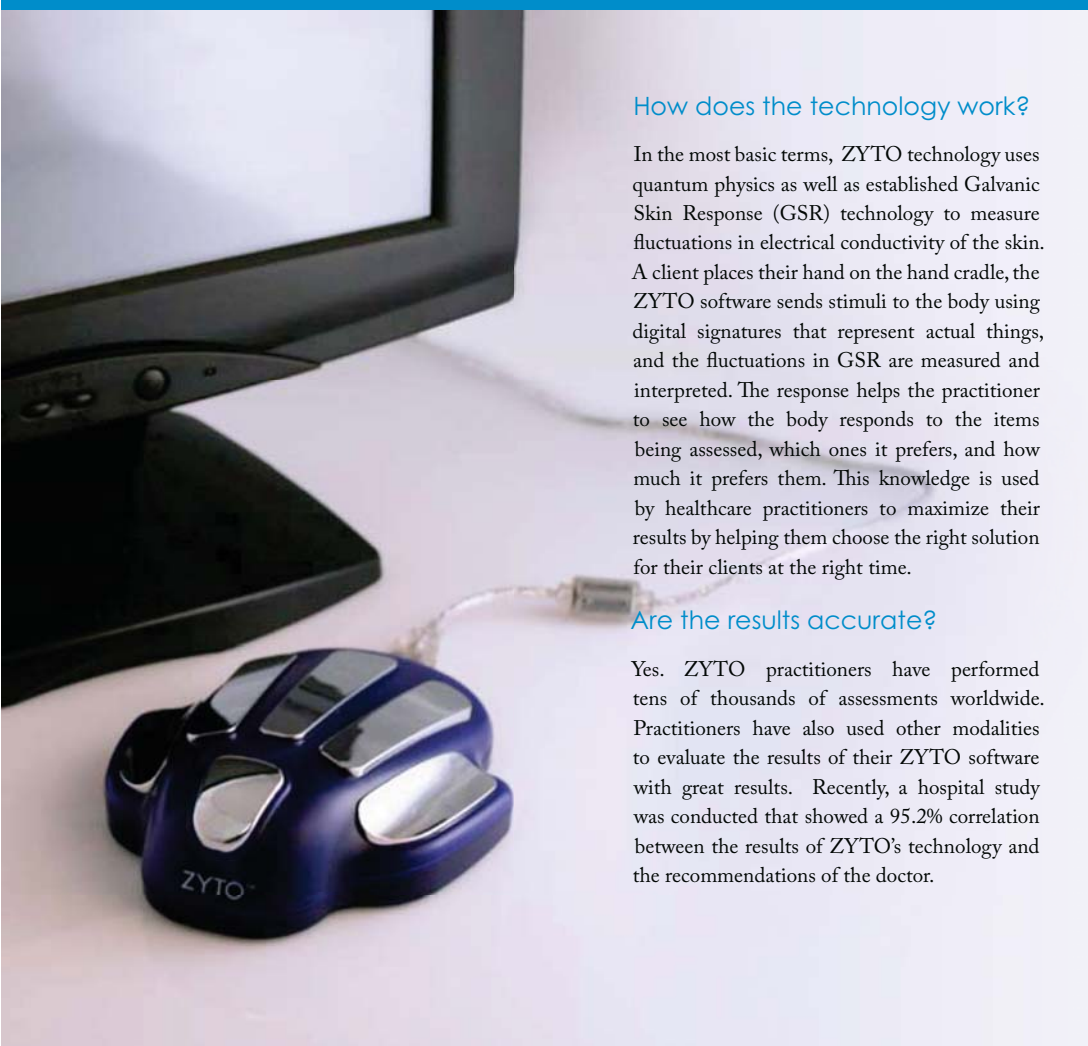 How does the technology work?
In the most basic terms, ZYTO technology uses
quantum physics as well as established Galvanic
Skin Response (GSR) technology to measure
fluctuations in electrical conductivity of the skin.
A client places their hand on the hand cradle, the
ZYTO software sends stimuli to the body using
digital signatures that represent actual things,
and the fluctuations in GSR are measured and
interpreted. The response helps the practitioner
to see how the body responds to the items
being assessed, which ones it prefers, and how
much it prefers them. This knowledge is used
by healthcare practitioners to maximize their
results by helping them choose the right solution
for their clients at the right time.
Are the results accurate?
Yes. ZYTO practitioners have performed
tens of thousands of assessments worldwide.
Practitioners have also used other modalities
to evaluate the results of their ZYTO software
with great results. Recently, a hospital study
was conducted that showed a 95.2% correlation
between the results of ZYTO's technology and
the recommendations of the doctor.
ZYTO™